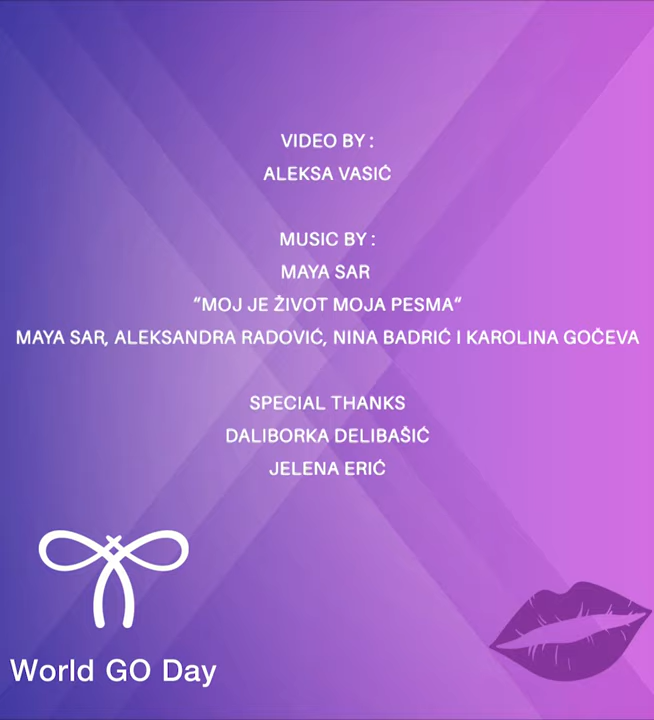 VIDEO BY :
ALEKSA VASIĆ
MUSIC BY :
MAYA SAR
“MOJ JE ŽIVOT MOJA PESMA“
MAYA SAR, ALEKSANDRA RADOVIĆ, NINA BADRIĆ I KAROLINA GOČEVA
SPECIAL THANKS
DALIBORKA DELIBAŠIĆ
JELENA ERIĆ
World GO Day